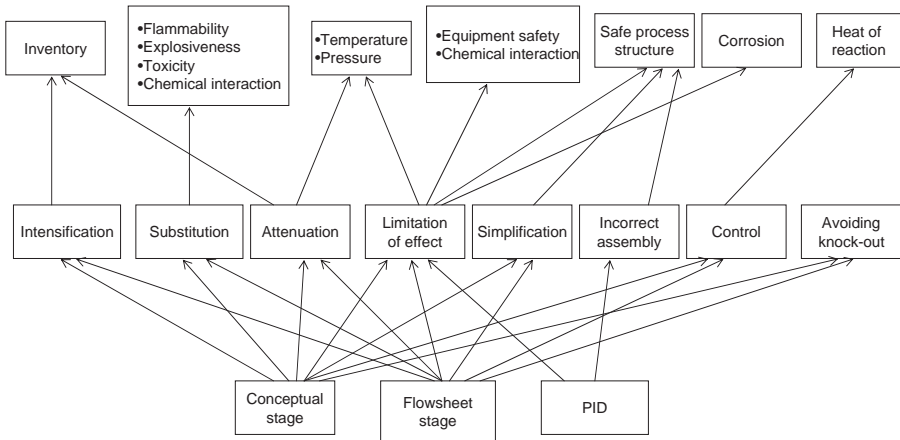 Inventory
•Flammability
•Explosiveness
•Toxicity
•Chemical interaction
•Temperature
•Pressure
•Equipment safety
•Chemical interaction
Safe process
structure
Corrosion
Heat of
reaction
Intensification
Substitution
Attenuation
Limitation
of effect
Simplification
Incorrect
assembly
Control
Avoiding
knock-out
Conceptual
stage
Flowsheet
stage
PID